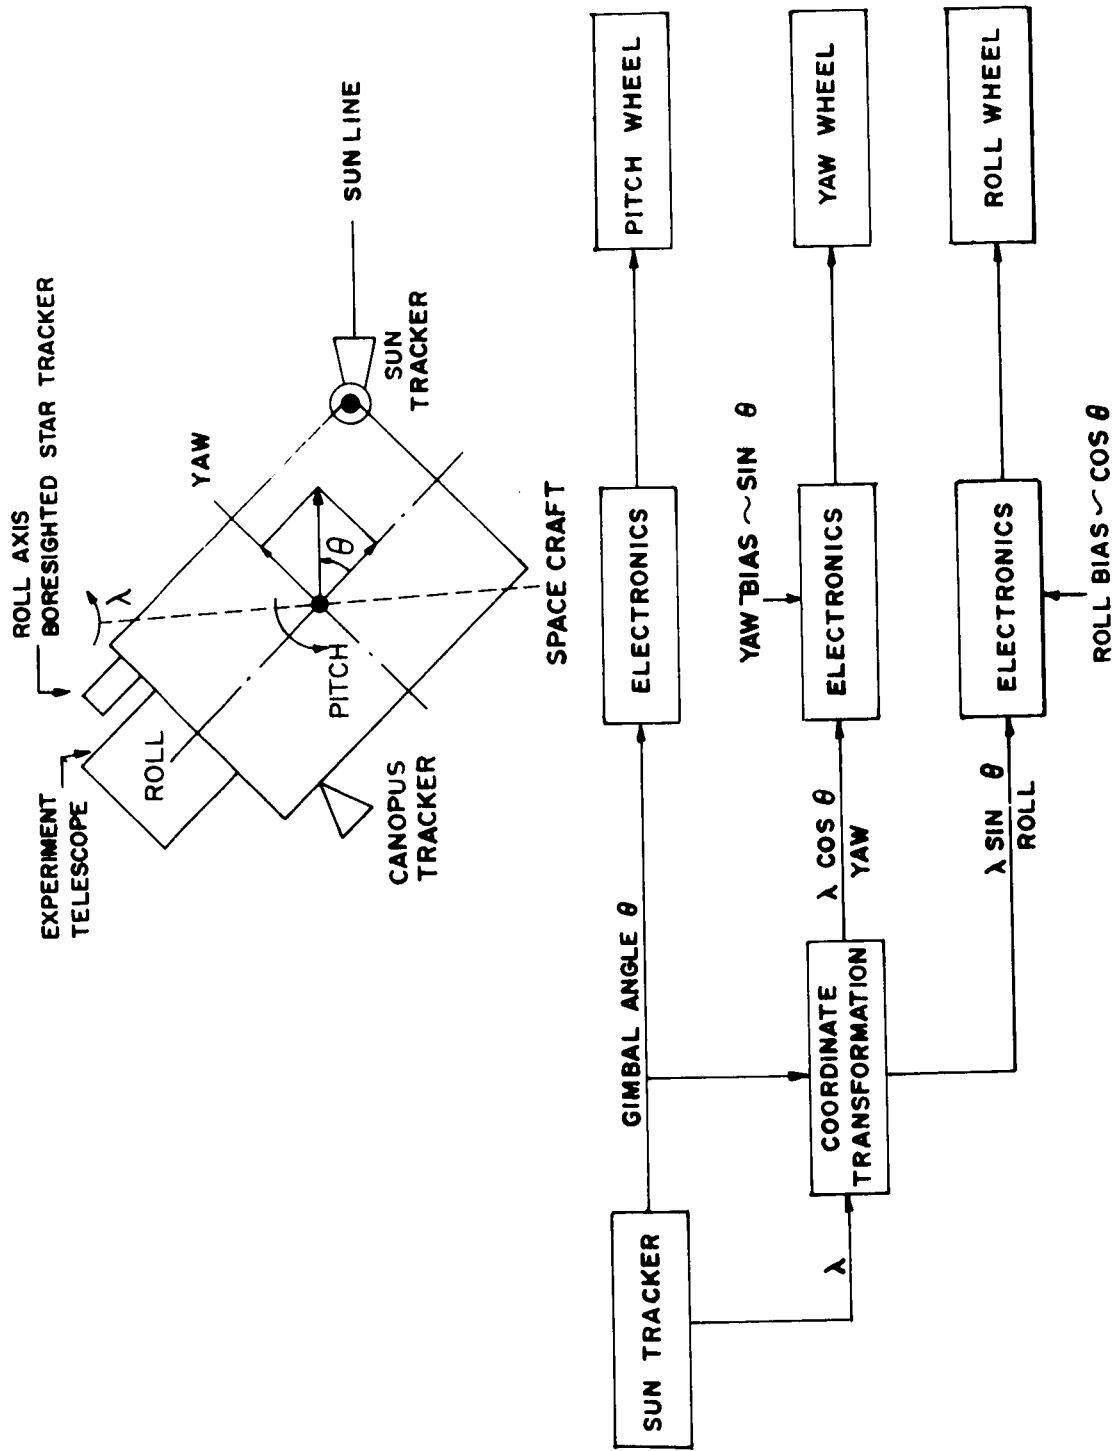 ROLL AXIS
BORESIGHTED STAR TRACKER
EXPERIMENT
TELESCOPE
λ
YAW
SUN LINE
ROLL
θ
PITCH
SUN
TRACKER
CANOPUS
TRACKER
SPACE CRAFT
SUN TRACKER
GIMBAL ANGLE θ
ELECTRONICS
PITCH WHEEL
λ
COORDINATE
TRANSFORMATION
λ COS θ
YAW
YAW BIAS ~ SIN θ
ELECTRONICS
YAW WHEEL
λ SIN θ
ROLL
ELECTRONICS
ROLL WHEEL
ROLL BIAS ~ COS θ